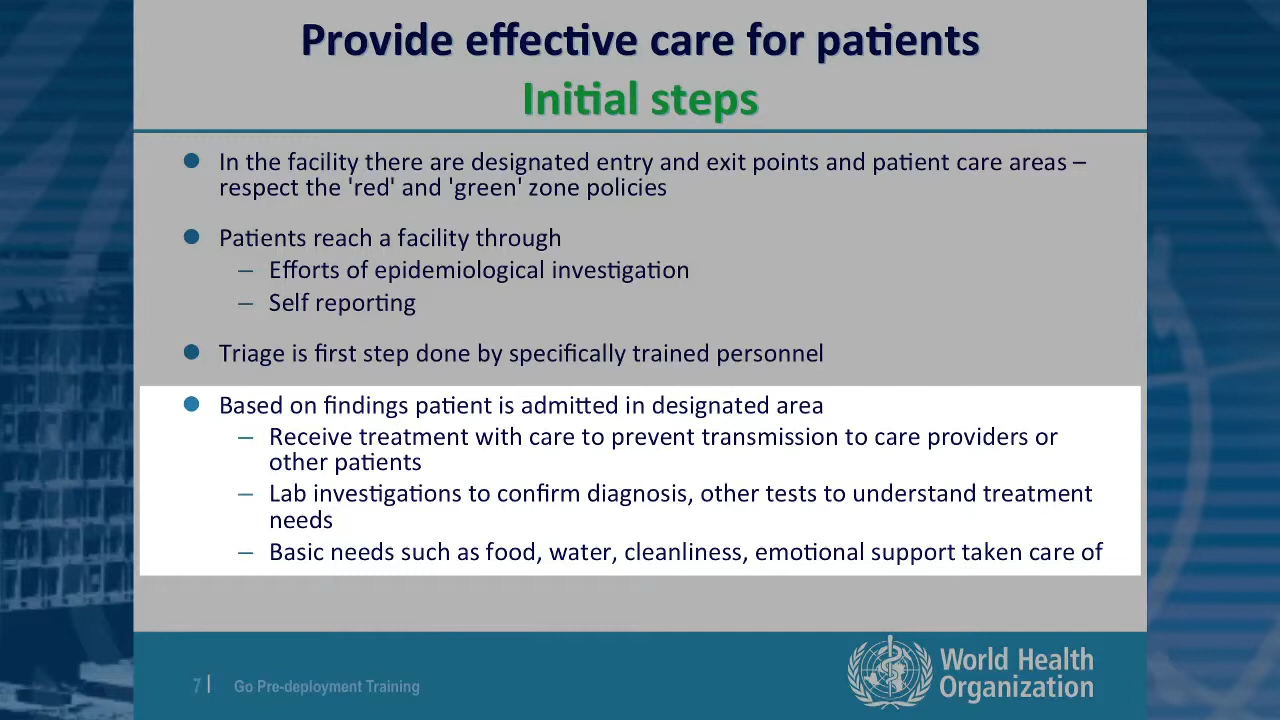 Provide effective care for patients
Initial steps
● In the facility there are designated entry and exit points and patient care areas –
respect the 'red' and 'green' zone policies
● Patients reach a facility through
– Efforts of epidemiological investigation
– Self reporting
● Triage is first step done by specifically trained personnel
● Based on findings patient is admitted in designated area
– Receive treatment with care to prevent transmission to care providers or
other patients
– Lab investigations to confirm diagnosis, other tests to understand treatment
needs
– Basic needs such as food, water, cleanliness, emotional support taken care of
7 | Go Pre-deployment Training
World Health
Organization